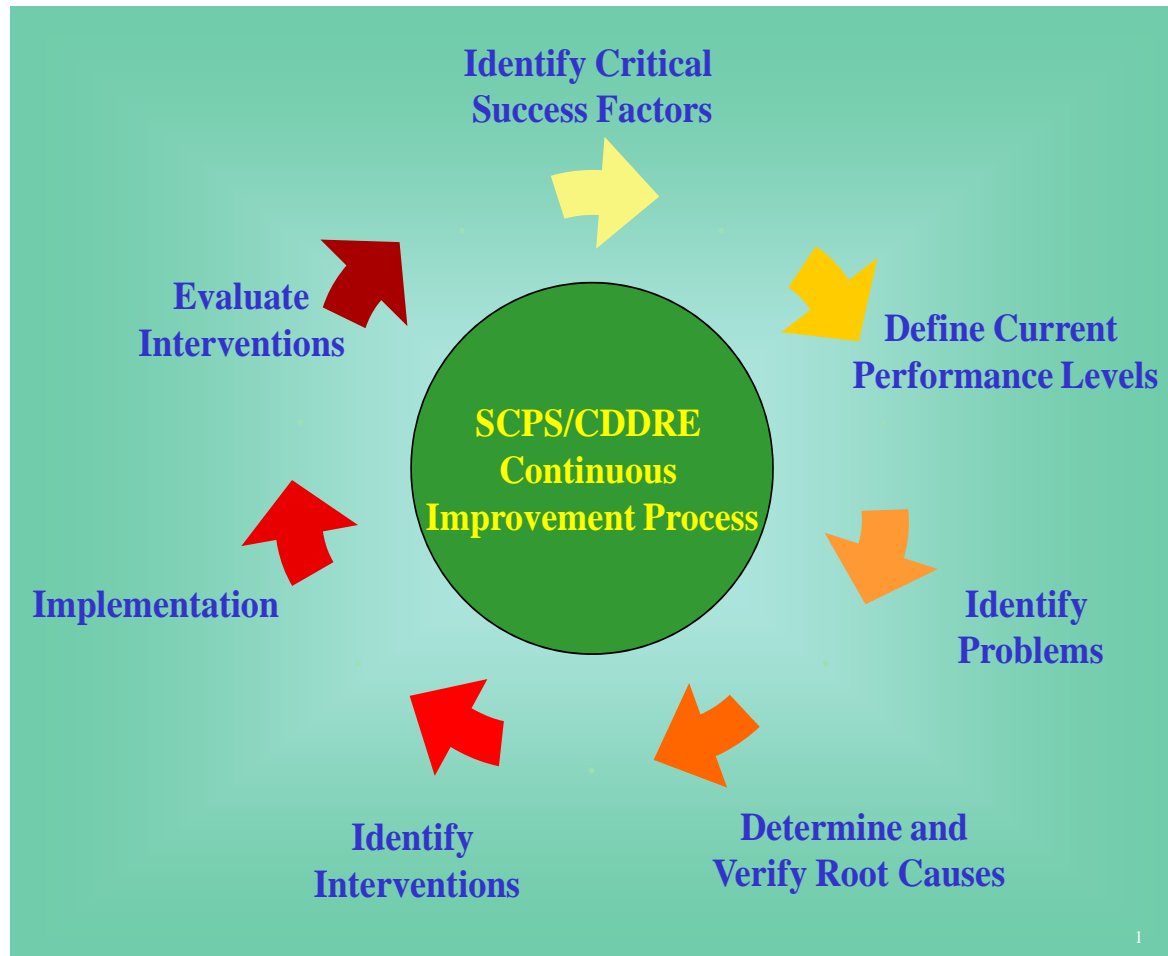 Identify Critical
Success Factors
Define Current
Performance Levels
Identify
Problems
Determine and
Verify Root Causes
Identify
Interventions
Implementation
Evaluate
Interventions
SCPS/CDDRE
Continuous
Improvement Process
1